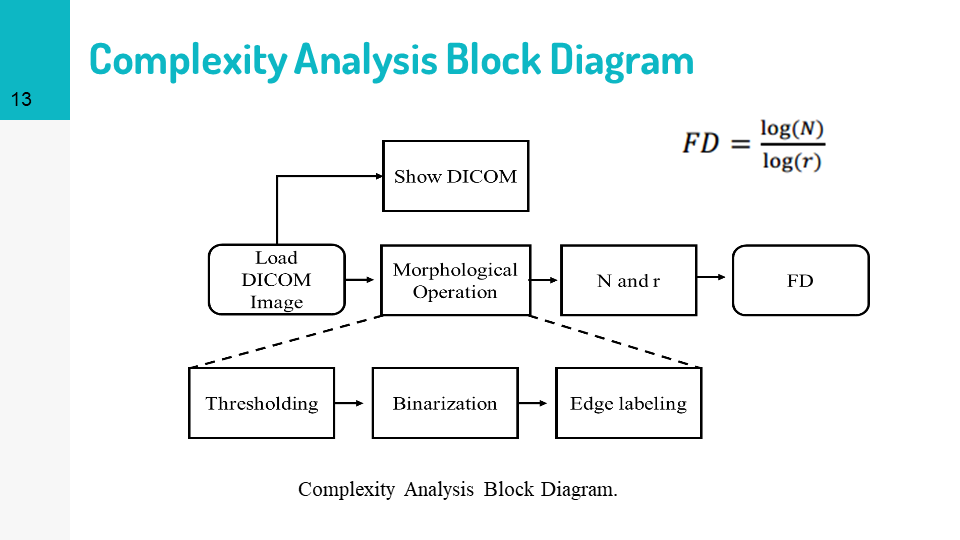 Complexity Analysis Block Diagram
13
FD = log(N) / log(r)
Show DICOM
Load
DICOM
Image
Morphological
Operation
N and r
FD
Thresholding
Binarization
Edge labeling
Complexity Analysis Block Diagram.